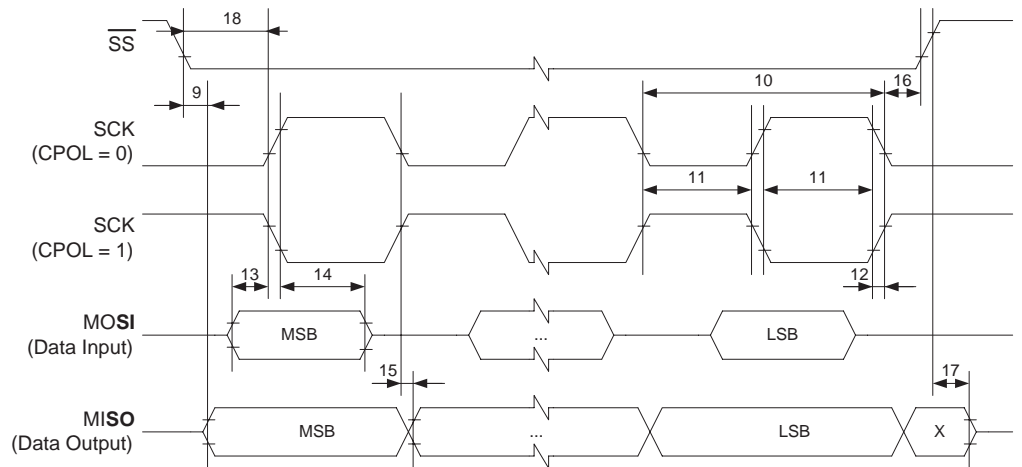 18
SS
9
10
16
SCK
(CPOL = 0)
11
11
SCK
(CPOL = 1)
13
14
12
MOSI
(Data Input)
MSB
...
LSB
15
17
MISO
(Data Output)
MSB
...
LSB
X